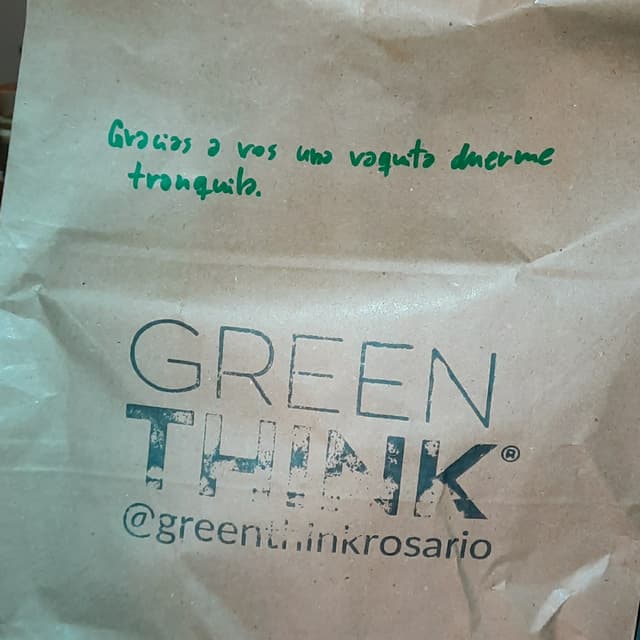 Gracias a vos una vaquita duerme
tranquila.
GREEN
THINK®
@greenthinkrosario